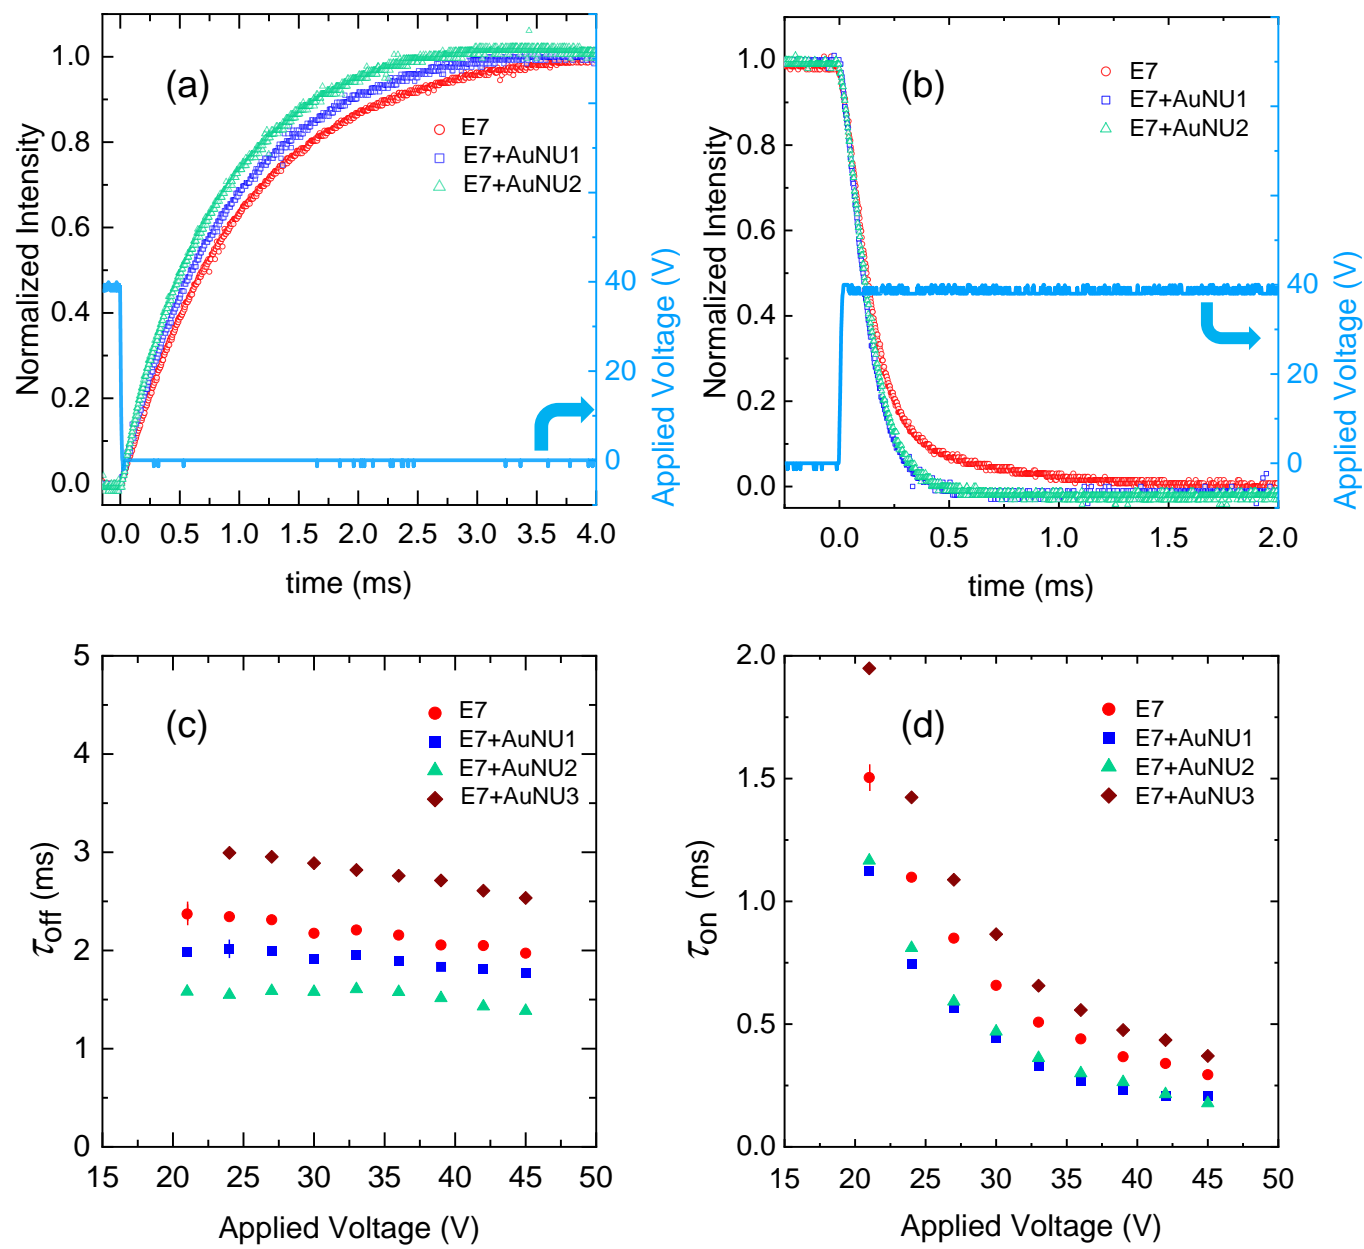 (a)
E7
E7+AuNU1
E7+AuNU2
1.0
0.8
0.6
0.4
0.2
0.0
Normalized Intensity
40
20
0
Applied Voltage (V)
0.0 0.5 1.0 1.5 2.0 2.5 3.0 3.5 4.0
time (ms)
(b)
E7
E7+AuNU1
E7+AuNU2
1.0
0.8
0.6
0.4
0.2
0.0
Normalized Intensity
40
20
0
Applied Voltage (V)
0.0 0.5 1.0 1.5 2.0
time (ms)
(c)
E7
E7+AuNU1
E7+AuNU2
E7+AuNU3
5
4
3
2
1
0
τoff (ms)
15 20 25 30 35 40 45 50
Applied Voltage (V)
(d)
E7
E7+AuNU1
E7+AuNU2
E7+AuNU3
2.0
1.5
1.0
0.5
0.0
τon (ms)
15 20 25 30 35 40 45 50
Applied Voltage (V)